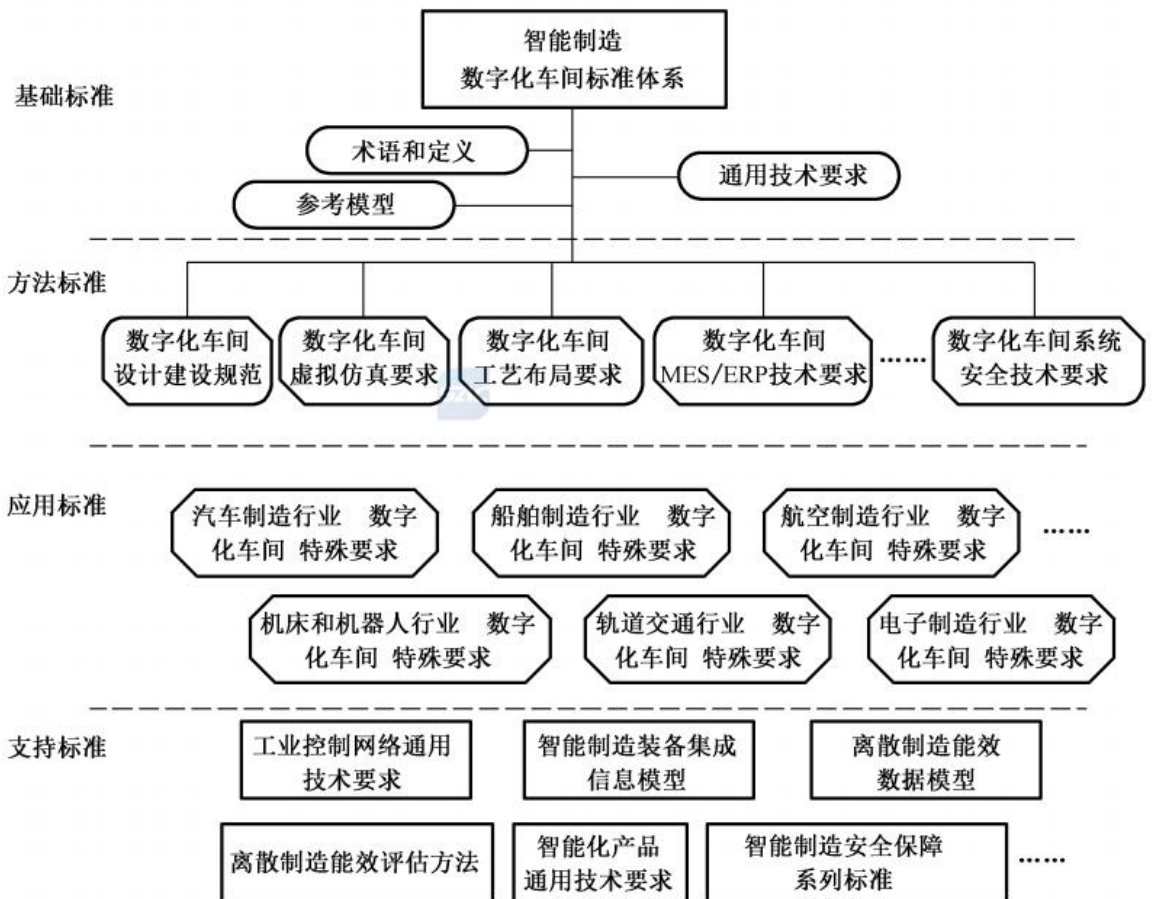 智能制造
数字化车间标准体系
基础标准
术语和定义
通用技术要求
参考模型
方法标准
数字化车间
设计建设规范
数字化车间
虚拟仿真要求
数字化车间
工艺布局要求
数字化车间
MES/ERP技术要求
……
数字化车间系统
安全技术要求
应用标准
汽车制造行业 数字
化车间 特殊要求
船舶制造行业 数字
化车间 特殊要求
航空制造行业 数字
化车间 特殊要求
……
机床和机器人行业 数字
化车间 特殊要求
轨道交通行业 数字
化车间 特殊要求
电子制造行业 数字
化车间 特殊要求
支持标准
工业控制网络通用
技术要求
智能制造装备集成
信息模型
离散制造能效
数据模型
离散制造能效评估方法
智能化产品
通用技术要求
智能制造安全保障
系列标准
……